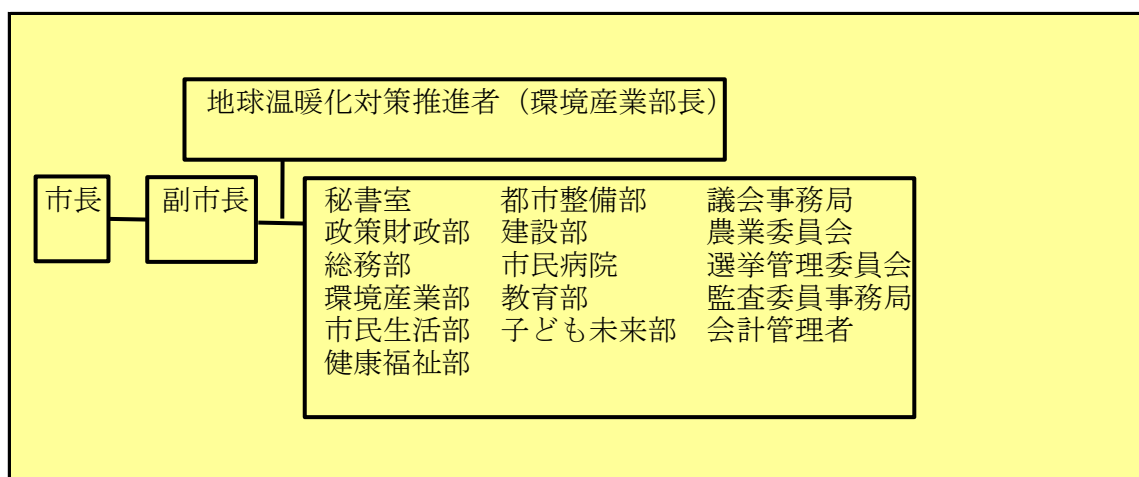 地球温暖化対策推進者（環境産業部長）
市長
副市長
秘書室 都市整備部 議会事務局
政策財政部 建設部 農業委員会
総務部 市民病院 選挙管理委員会
環境産業部 教育部 監査委員事務局
市民生活部 子ども未来部 会計管理者
健康福祉部